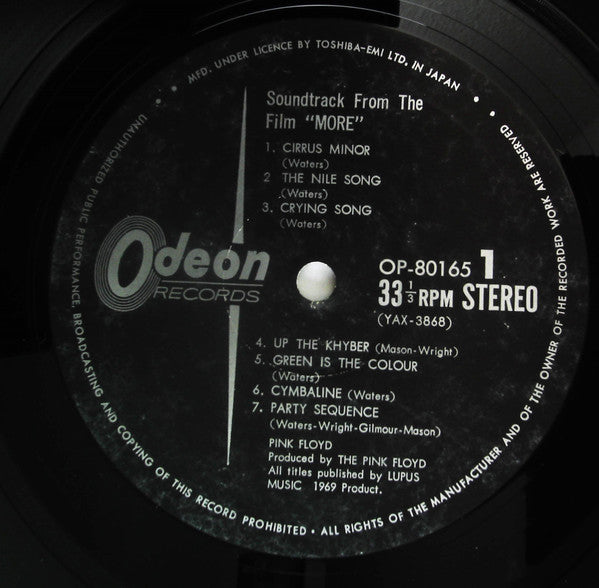 MFD. UNDER LICENCE BY TOSHIBA-EMI LTD. IN JAPAN
Soundtrack From The
Film "MORE"
1. CIRRUS MINOR
(Waters)
2 THE NILE SONG
(Waters)
3. CRYING SONG
(Waters)
Odeon
RECORDS
OP-80165 1
33 1/3 RPM STEREO
(YAX-3868)
4. UP THE KHYBER (Mason-Wright)
5. GREEN IS THE COLOUR
(Waters)
6. CYMBALINE (Waters)
7. PARTY SEQUENCE
(Waters-Wright-Gilmour-Mason)
PINK FLOYD
Produced by THE PINK FLOYD
All titles published by LUPUS
MUSIC 1969 Product.
UNAUTHORIZED PUBLIC PERFORMANCE, BROADCASTING AND COPYING OF THIS RECORD PROHIBITED • ALL RIGHTS OF THE MANUFACTURER AND OF THE OWNER OF THE RECORDED WORK ARE RESERVED